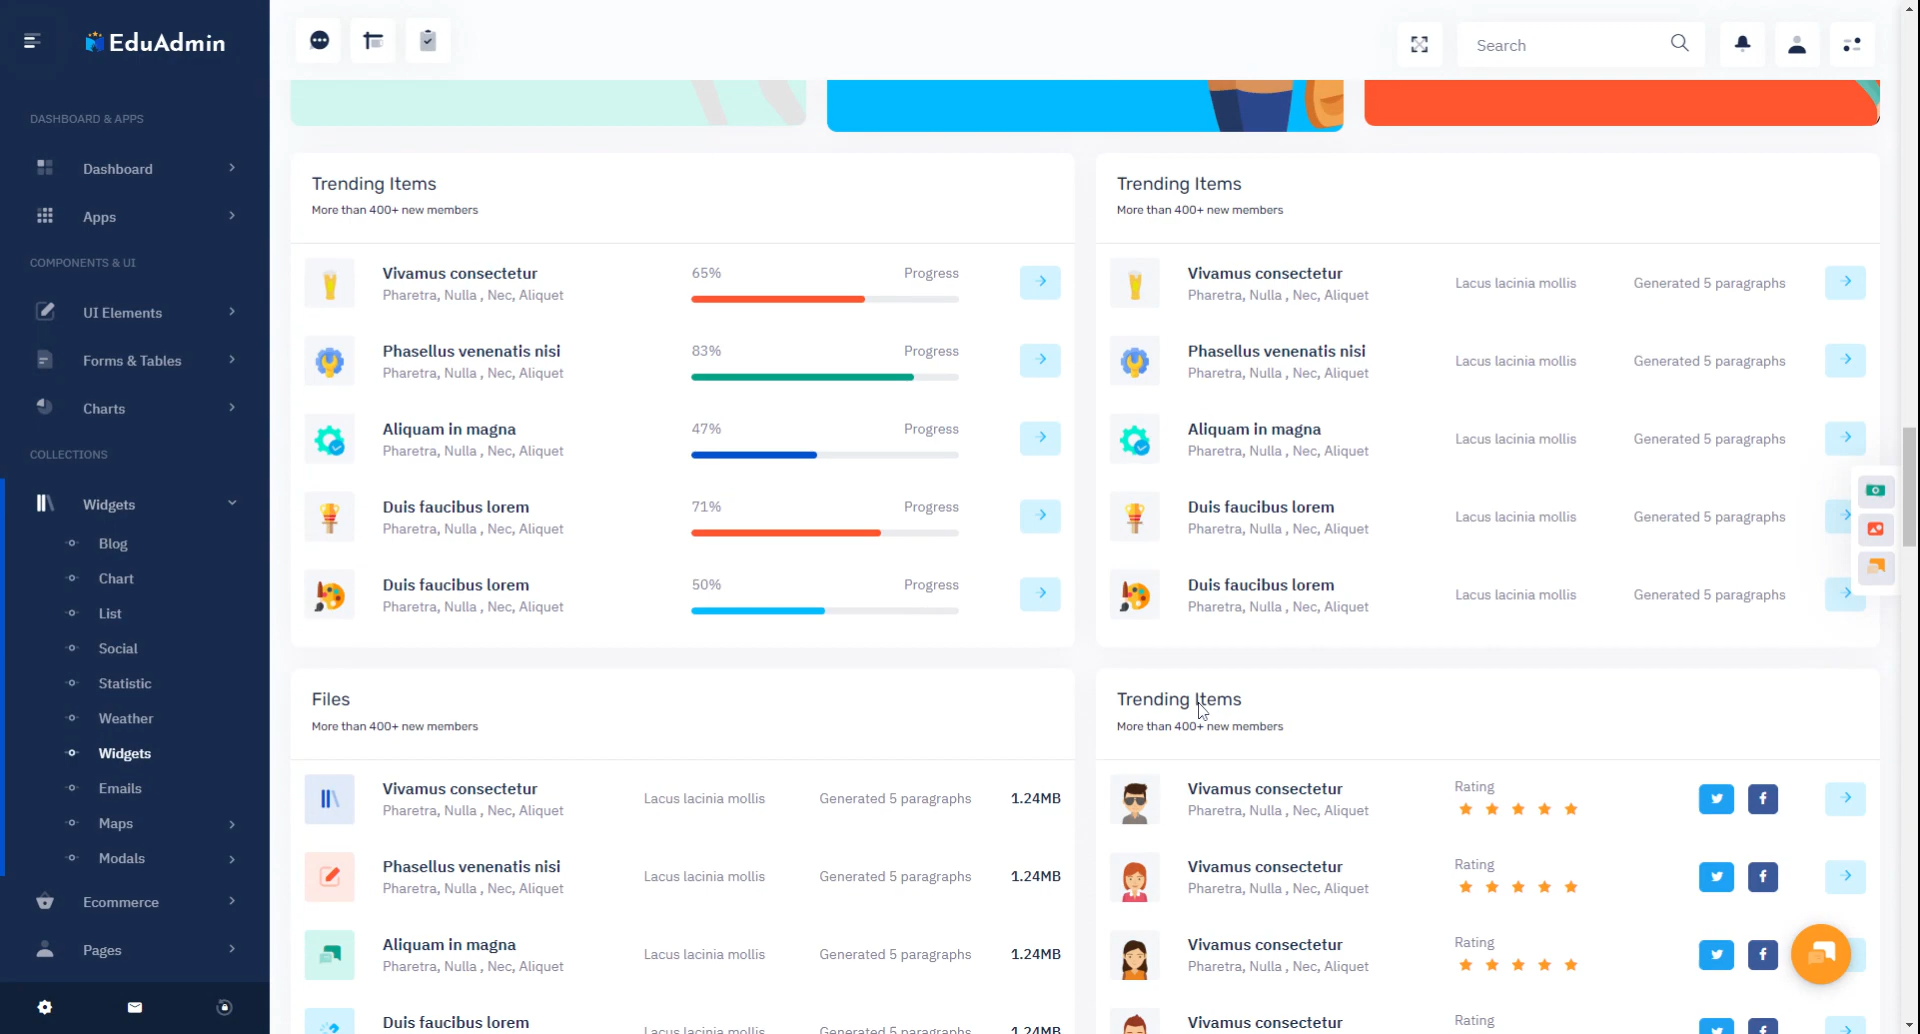 EduAdmin
Search
DASHBOARD & APPS
Dashboard
Apps
COMPONENTS & UI
UI Elements
Forms & Tables
Charts
COLLECTIONS
Widgets
Blog
Chart
List
Social
Statistic
Weather
Widgets
Emails
Maps
Modals
Ecommerce
Pages
Trending Items
More than 400+ new members
Vivamus consectetur
Pharetra, Nulla , Nec, Aliquet
65% Progress
Phasellus venenatis nisi
Pharetra, Nulla , Nec, Aliquet
83% Progress
Aliquam in magna
Pharetra, Nulla , Nec, Aliquet
47% Progress
Duis faucibus lorem
Pharetra, Nulla , Nec, Aliquet
71% Progress
Duis faucibus lorem
Pharetra, Nulla , Nec, Aliquet
50% Progress
Trending Items
More than 400+ new members
Vivamus consectetur
Pharetra, Nulla , Nec, Aliquet
Lacus lacinia mollis Generated 5 paragraphs
Phasellus venenatis nisi
Pharetra, Nulla , Nec, Aliquet
Lacus lacinia mollis Generated 5 paragraphs
Aliquam in magna
Pharetra, Nulla , Nec, Aliquet
Lacus lacinia mollis Generated 5 paragraphs
Duis faucibus lorem
Pharetra, Nulla , Nec, Aliquet
Lacus lacinia mollis Generated 5 paragraphs
Duis faucibus lorem
Pharetra, Nulla , Nec, Aliquet
Lacus lacinia mollis Generated 5 paragraphs
Files
More than 400+ new members
Vivamus consectetur
Pharetra, Nulla , Nec, Aliquet
Lacus lacinia mollis Generated 5 paragraphs 1.24MB
Phasellus venenatis nisi
Pharetra, Nulla , Nec, Aliquet
Lacus lacinia mollis Generated 5 paragraphs 1.24MB
Aliquam in magna
Pharetra, Nulla , Nec, Aliquet
Lacus lacinia mollis Generated 5 paragraphs 1.24MB
Duis faucibus lorem
Lacus lacinia mollis Generated 5 paragraphs 1.24MB
Trending Items
More than 400+ new members
Vivamus consectetur
Pharetra, Nulla , Nec, Aliquet
Rating
Vivamus consectetur
Pharetra, Nulla , Nec, Aliquet
Rating
Vivamus consectetur
Pharetra, Nulla , Nec, Aliquet
Rating
Vivamus consectetur
Rating